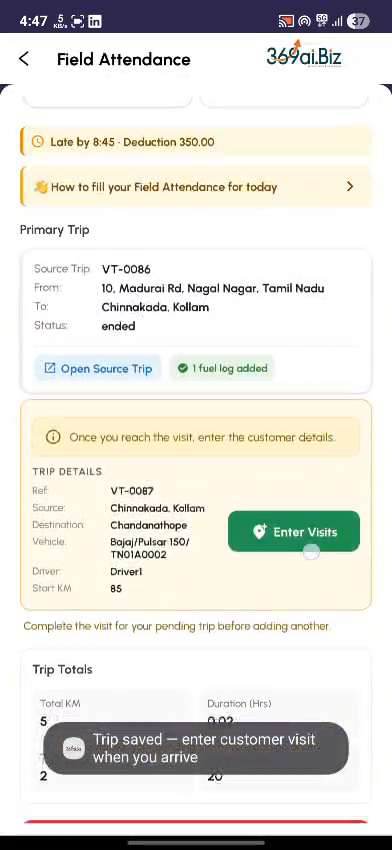 4:47 5 KB/s 5G 37
Field Attendance 369ai.Biz
Late by 8:45 · Deduction 350.00
How to fill your Field Attendance for today
Primary Trip
Source Trip: VT-0086
From: 10, Madurai Rd, Nagal Nagar, Tamil Nadu
To: Chinnakada, Kollam
Status: ended
Open Source Trip
1 fuel log added
Once you reach the visit, enter the customer details.
TRIP DETAILS
Ref: VT-0087
Source: Chinnakada, Kollam
Destination: Chandanathope
Vehicle: Bajaj/Pulsar 150/
TN01A0002
Driver: Driver1
Start KM 85
Enter Visits
Complete the visit for your pending trip before adding another.
Trip Totals
Total KM
5
Duration (Hrs)
0.02
Trip saved — enter customer visit
when you arrive
2
20